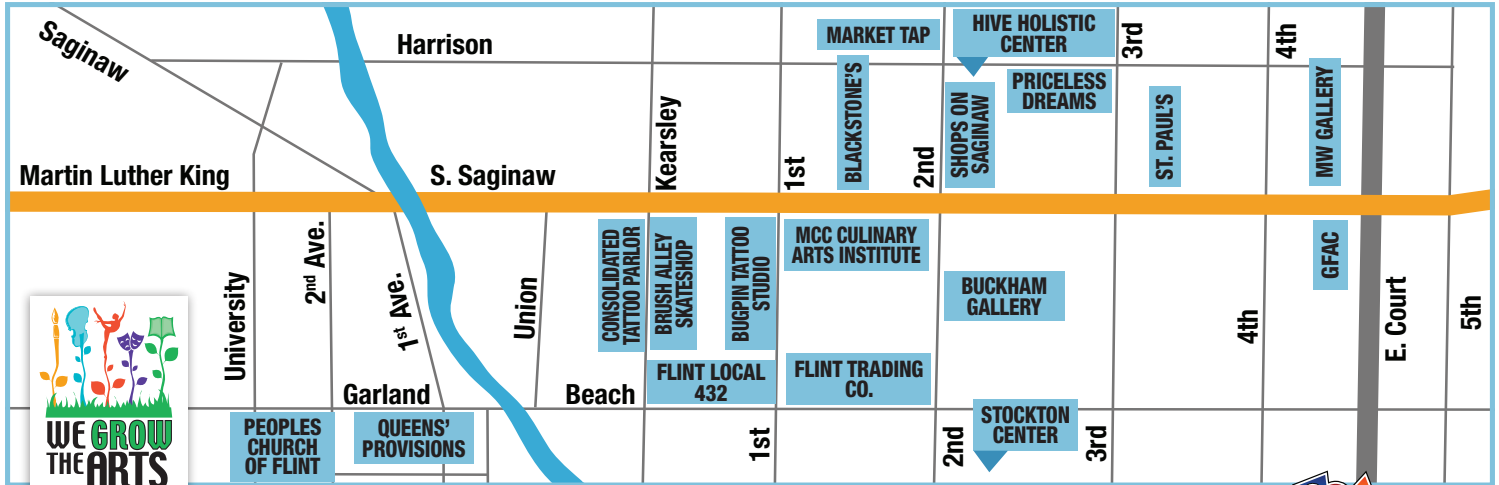 Saginaw
Harrison
MARKET TAP
HIVE HOLISTIC
CENTER
3rd
4th
BLACKSTONE'S
PRICELESS
DREAMS
SHOPS ON
SAGINAW
ST. PAUL'S
MW GALLERY
Kearsley
1st
2nd
Martin Luther King
S. Saginaw
University
2nd Ave.
1st Ave.
Union
CONSOLIDATED
TATTOO PARLOR
BRUSH ALLEY
SKATESHOP
BUGPIN TATTOO
STUDIO
MCC CULINARY
ARTS INSTITUTE
BUCKHAM
GALLERY
GFAC
4th
E. Court
5th
FLINT LOCAL
432
FLINT TRADING
CO.
Garland
Beach
PEOPLES
CHURCH
OF FLINT
QUEENS'
PROVISIONS
1st
2nd
STOCKTON
CENTER
3rd
WE GROW
THE ARTS